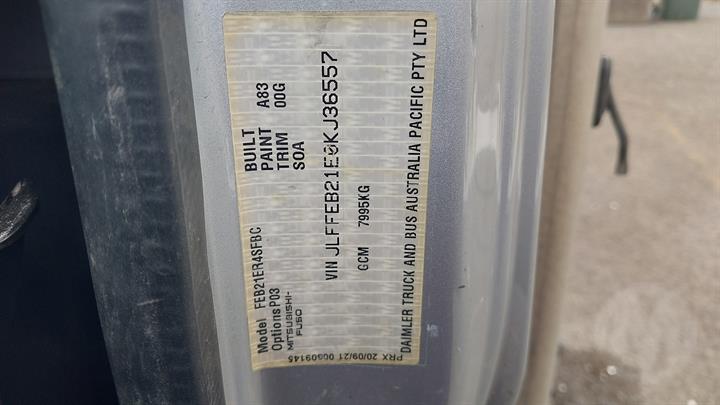 Model FEB21ER4SFBC
Options P03
MITSUBISHI-
FUSO
BUILT
PAINT A83
TRIM 00G
SOA
VIN JLFFEB21E0KJ36557
GCM 7995KG
DAIMLER TRUCK AND BUS AUSTRALIA PACIFIC PTY LTD
PRX 20/09/21 00309145